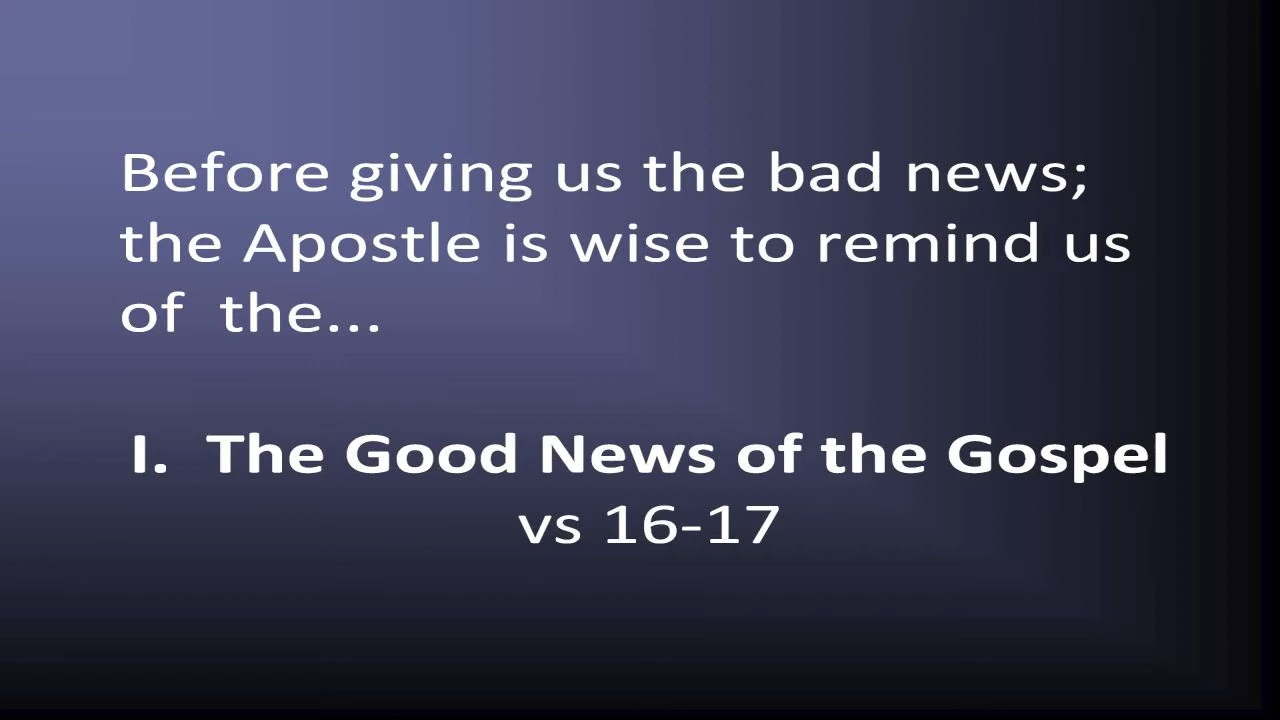 Before giving us the bad news;
the Apostle is wise to remind us
of  the...
I.  The Good News of the Gospel
vs 16-17